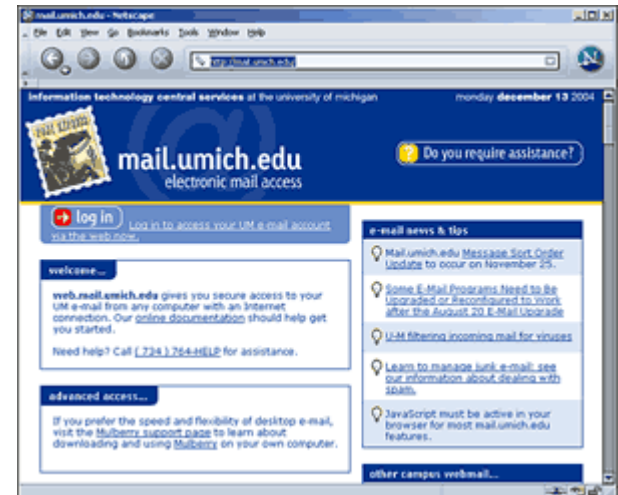 mail.umich.edu - Netscape
File Edit View Go Bookmarks Tools Window Help
http://mail.umich.edu/
N
information technology central services at the university of michigan monday december 13 2004
@
mail.umich.edu
electronic mail access
? Do you require assistance?
log in Log in to access your UM e-mail account
via the web now.
welcome...
web.mail.umich.edu gives you secure access to your
UM e-mail from any computer with an Internet
connection. Our online documentation should help get
you started.
Need help? Call (734) 764-HELP for assistance.
advanced access...
If you prefer the speed and flexibility of desktop e-mail,
visit the Mulberry support page to learn about
downloading and using Mulberry on your own computer.
e-mail news & tips
Mail.umich.edu Message Sort Order
Update to occur on November 25.
Some E-Mail Programs Need to Be
Upgraded or Reconfigured to Work
after the August 20 E-Mail Upgrade
U-M filtering incoming mail for viruses
Learn to manage junk e-mail: see
our information about dealing with
spam.
JavaScript must be active in your
browser for most mail.umich.edu
features.
other campus webmail...